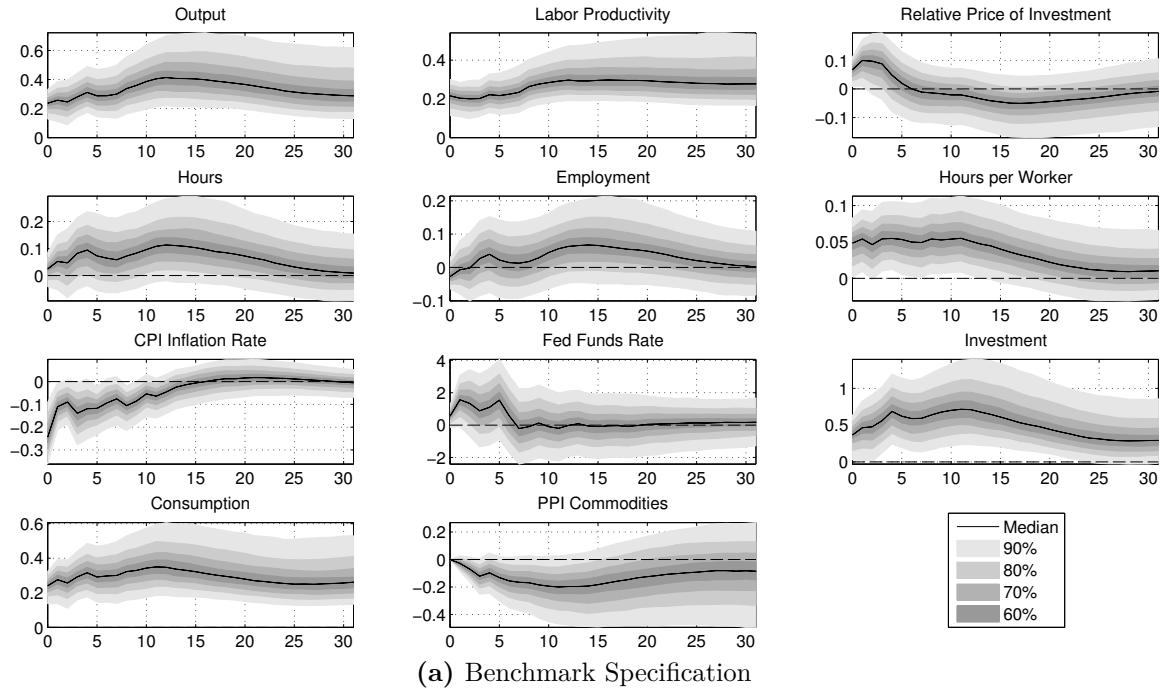 Output
0.6
0.4
0.2
0
0 5 10 15 20 25 30
Labor Productivity
0.4
0.2
0
0 5 10 15 20 25 30
Relative Price of Investment
0.1
0
−0.1
0 5 10 15 20 25 30
Hours
0.2
0.1
0
0 5 10 15 20 25 30
Employment
0.2
0.1
0
−0.1
0 5 10 15 20 25 30
Hours per Worker
0.1
0.05
0
0 5 10 15 20 25 30
CPI Inflation Rate
0
−0.1
−0.2
−0.3
0 5 10 15 20 25 30
Fed Funds Rate
4
2
0
−2
0 5 10 15 20 25 30
Investment
1
0.5
0
0 5 10 15 20 25 30
Consumption
0.6
0.4
0.2
0
0 5 10 15 20 25 30
PPI Commodities
0.2
0
−0.2
−0.4
0 5 10 15 20 25 30
Median
90%
80%
70%
60%
(a) Benchmark Specification